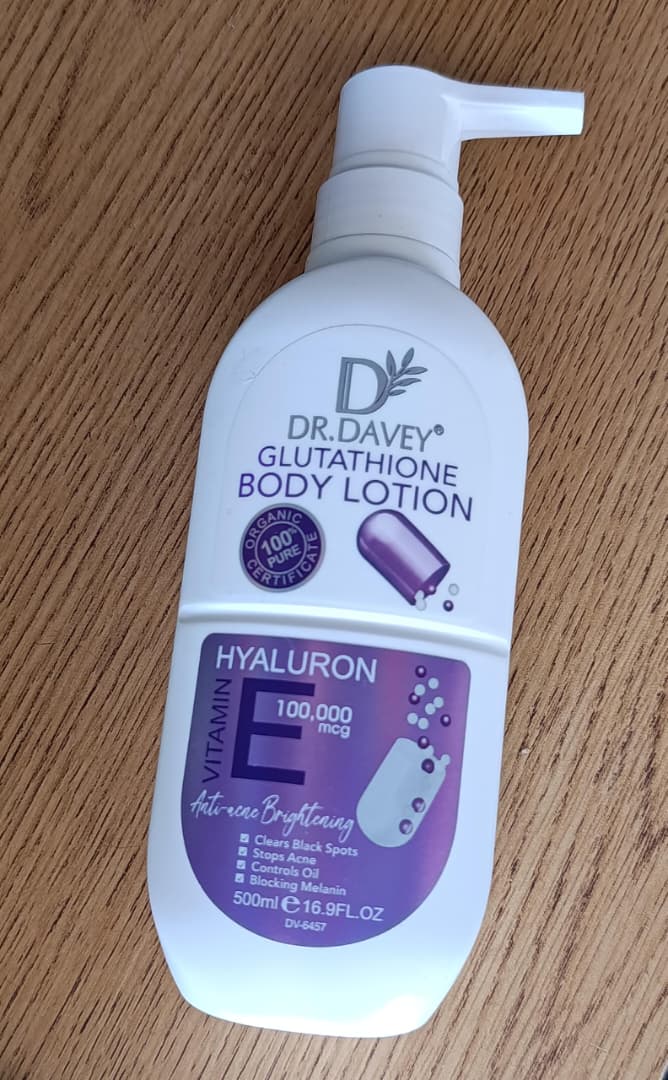 D
DR.DAVEY®
GLUTATHIONE
BODY LOTION
ORGANIC
100%
PURE
CERTIFICATE
HYALURON
VITAMIN
E
100,000
mcg
Anti-acne Brightening
Clears Black Spots
Stops Acne
Controls Oil
Blocking Melanin
500ml ℮ 16.9FL.OZ
DV-6457